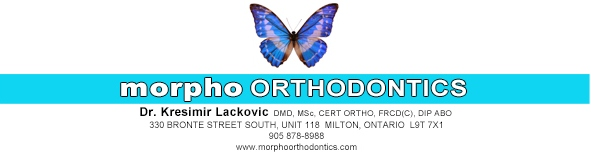 morpho ORTHODONTICS
Dr. Kresimir Lackovic DMD, MSc, CERT ORTHO, FRCD(C), DIP ABO
330 BRONTE STREET SOUTH, UNIT 118 MILTON, ONTARIO L9T 7X1
905 878-8988
www.morphoorthodontics.com